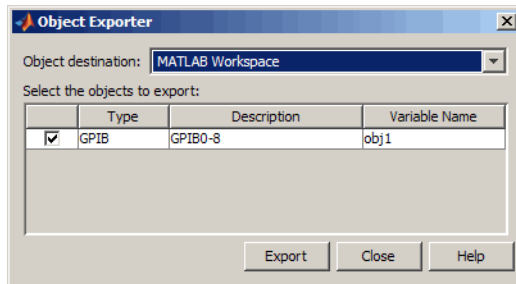 Object Exporter
Object destination: MATLAB Workspace
Select the objects to export:
Type Description Variable Name
GPIB GPIB0-8 obj1
Export Close Help